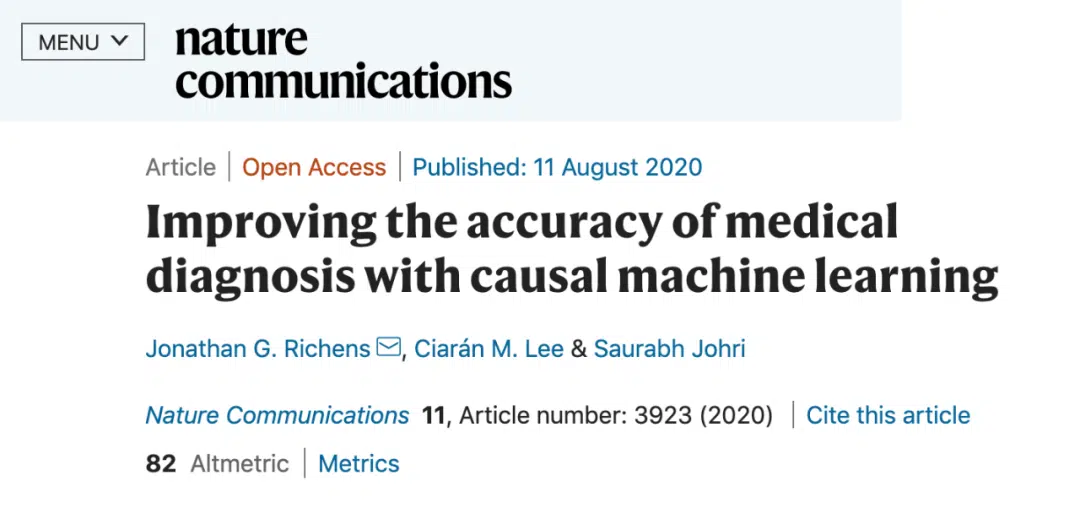 MENU
nature
communications
Article | Open Access | Published: 11 August 2020
Improving the accuracy of medical
diagnosis with causal machine learning
Jonathan G. Richens, Ciarán M. Lee & Saurabh Johri
Nature Communications 11, Article number: 3923 (2020) | Cite this article
82 Altmetric | Metrics